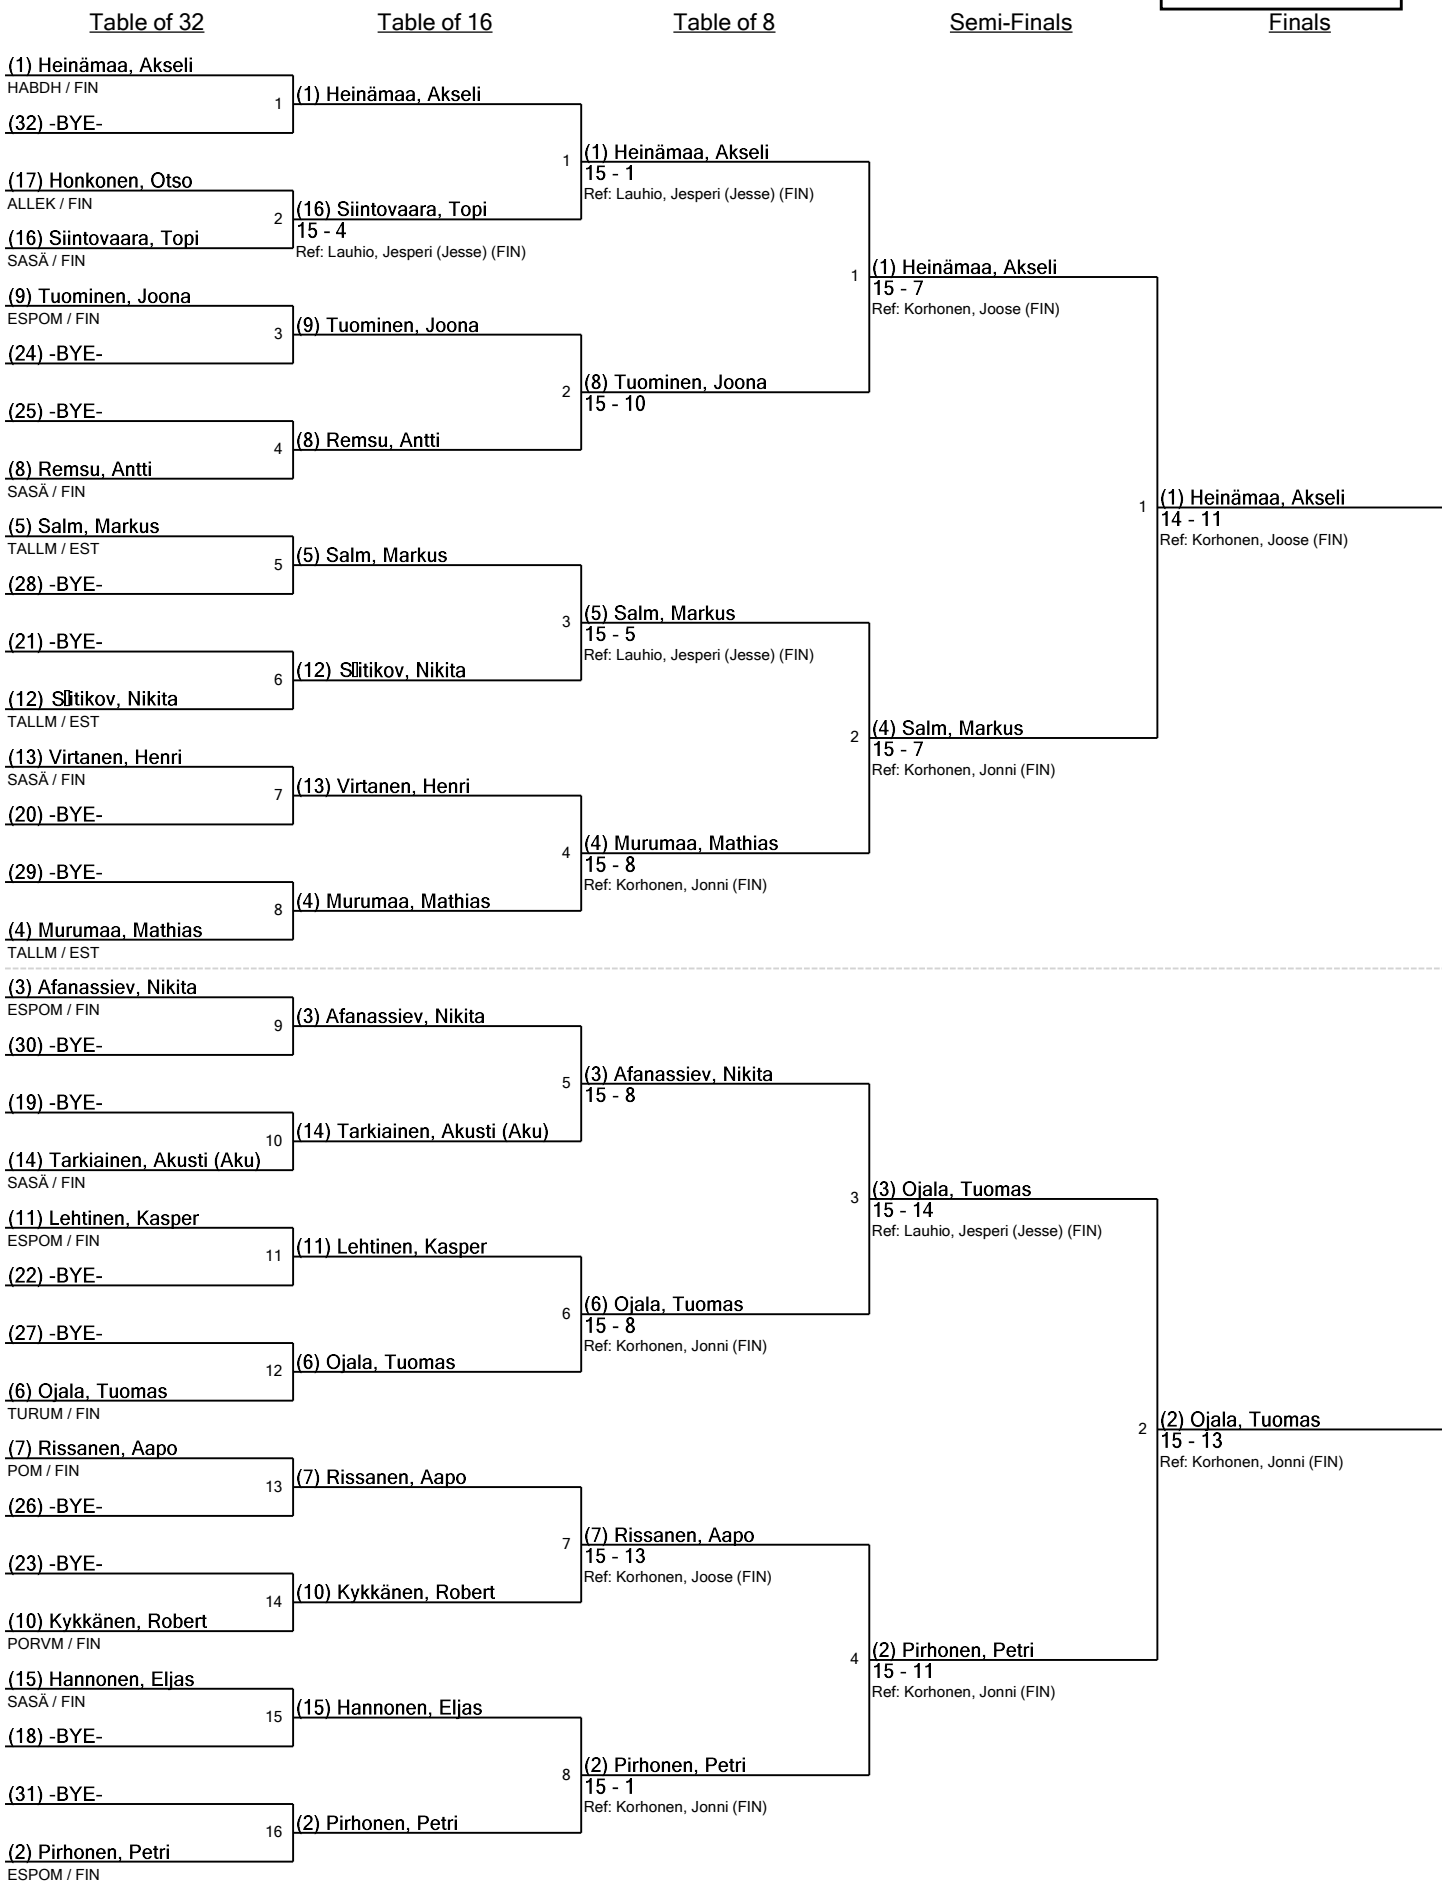 Table of 32
Table of 16
Table of 8
Semi-Finals
Finals
(1) Heinämaa, Akseli
HABDH / FIN
1
(32) -BYE-
(17) Honkonen, Otso
ALLEK / FIN
2
(16) Siintovaara, Topi
SASÄ / FIN
(9) Tuominen, Joona
ESPOM / FIN
3
(24) -BYE-
(25) -BYE-
4
(8) Remsu, Antti
SASÄ / FIN
(5) Salm, Markus
TALLM / EST
5
(28) -BYE-
(21) -BYE-
6
(12) S▯itikov, Nikita
TALLM / EST
(13) Virtanen, Henri
SASÄ / FIN
7
(20) -BYE-
(29) -BYE-
8
(4) Murumaa, Mathias
TALLM / EST
(3) Afanassiev, Nikita
ESPOM / FIN
9
(30) -BYE-
(19) -BYE-
10
(14) Tarkiainen, Akusti (Aku)
SASÄ / FIN
(11) Lehtinen, Kasper
ESPOM / FIN
11
(22) -BYE-
(27) -BYE-
12
(6) Ojala, Tuomas
TURUM / FIN
(7) Rissanen, Aapo
POM / FIN
13
(26) -BYE-
(23) -BYE-
14
(10) Kykkänen, Robert
PORVM / FIN
(15) Hannonen, Eljas
SASÄ / FIN
15
(18) -BYE-
(31) -BYE-
16
(2) Pirhonen, Petri
ESPOM / FIN
(1) Heinämaa, Akseli
1
(16) Siintovaara, Topi
15 - 4
Ref: Lauhio, Jesperi (Jesse) (FIN)
(9) Tuominen, Joona
2
(8) Remsu, Antti
(5) Salm, Markus
3
(12) S▯itikov, Nikita
(13) Virtanen, Henri
4
(4) Murumaa, Mathias
(3) Afanassiev, Nikita
5
(14) Tarkiainen, Akusti (Aku)
(11) Lehtinen, Kasper
6
(6) Ojala, Tuomas
(7) Rissanen, Aapo
7
(10) Kykkänen, Robert
(15) Hannonen, Eljas
8
(2) Pirhonen, Petri
(1) Heinämaa, Akseli
15 - 1
Ref: Lauhio, Jesperi (Jesse) (FIN)
1
(8) Tuominen, Joona
15 - 10
(5) Salm, Markus
15 - 5
Ref: Lauhio, Jesperi (Jesse) (FIN)
2
(4) Murumaa, Mathias
15 - 8
Ref: Korhonen, Jonni (FIN)
(3) Afanassiev, Nikita
15 - 8
3
(6) Ojala, Tuomas
15 - 8
Ref: Korhonen, Jonni (FIN)
(7) Rissanen, Aapo
15 - 13
Ref: Korhonen, Joose (FIN)
4
(2) Pirhonen, Petri
15 - 1
Ref: Korhonen, Jonni (FIN)
(1) Heinämaa, Akseli
15 - 7
Ref: Korhonen, Joose (FIN)
1
(4) Salm, Markus
15 - 7
Ref: Korhonen, Jonni (FIN)
(3) Ojala, Tuomas
15 - 14
Ref: Lauhio, Jesperi (Jesse) (FIN)
2
(2) Pirhonen, Petri
15 - 11
Ref: Korhonen, Jonni (FIN)
(1) Heinämaa, Akseli
14 - 11
Ref: Korhonen, Joose (FIN)
(2) Ojala, Tuomas
15 - 13
Ref: Korhonen, Jonni (FIN)